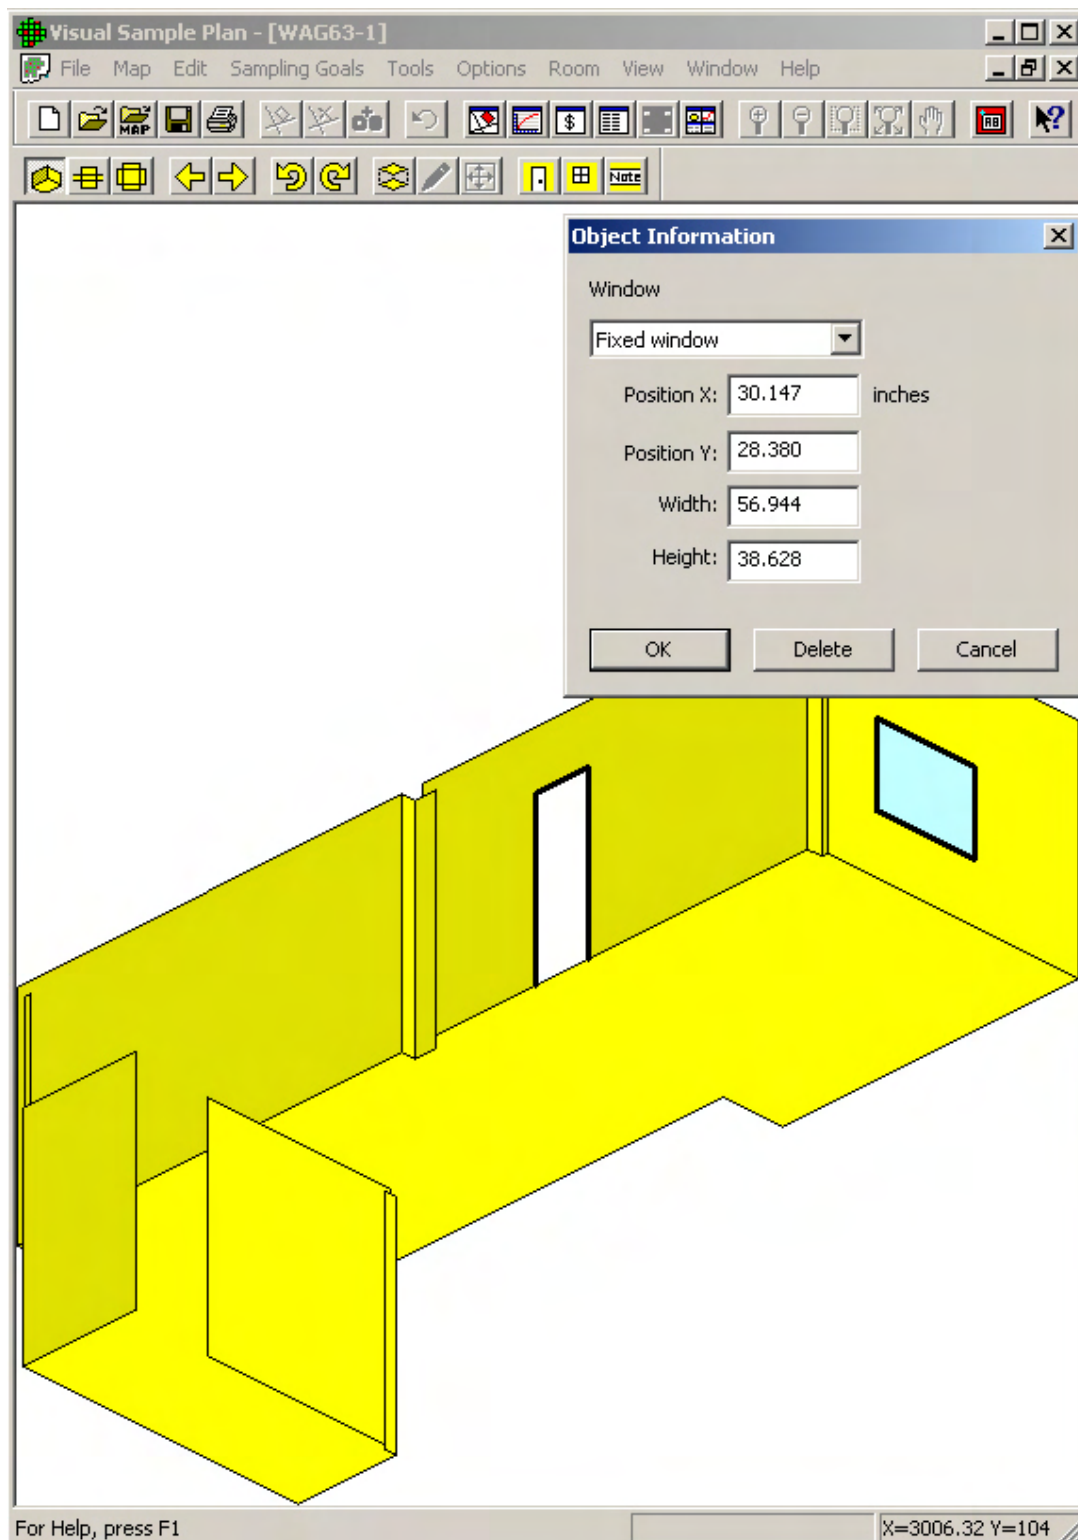 Visual Sample Plan - [WAG63-1]
File Map Edit Sampling Goals Tools Options Room View Window Help
MAP $ AB ?
Note
Object Information
Window
Fixed window
Position X: 30.147 inches
Position Y: 28.380
Width: 56.944
Height: 38.628
OK Delete Cancel
For Help, press F1 X=3006.32 Y=104